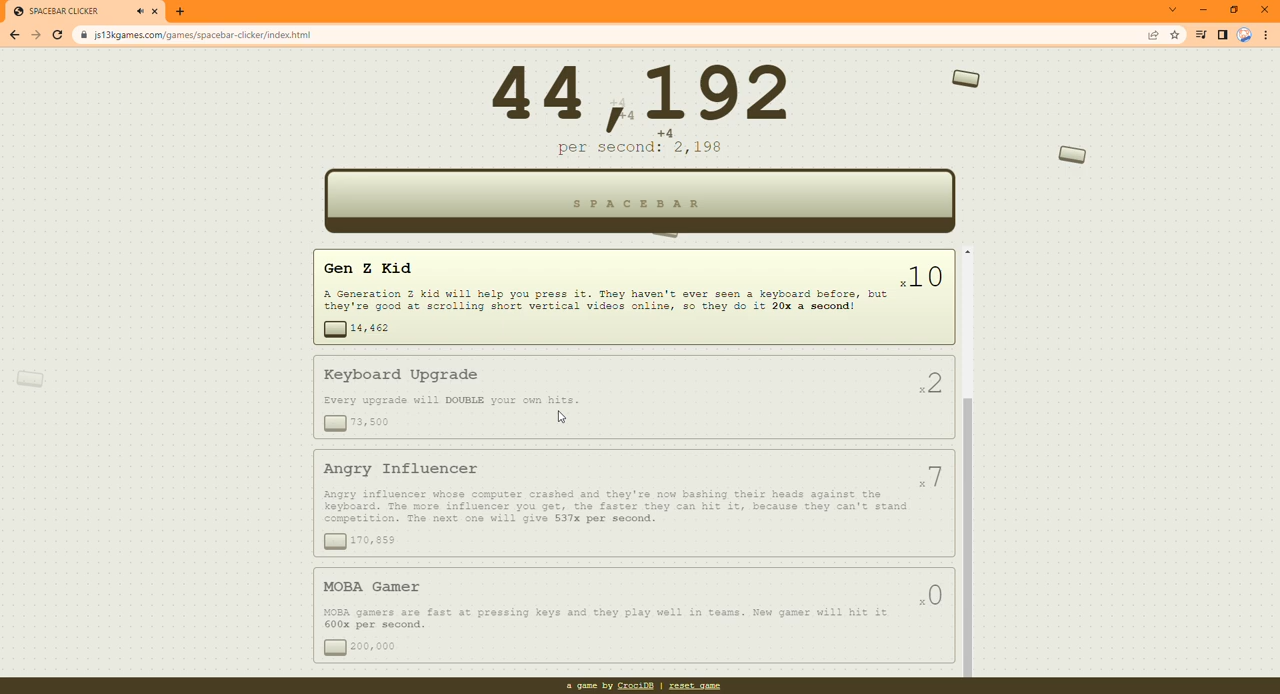 SPACEBAR CLICKER
js13kgames.com/games/spacebar-clicker/index.html
44,192
+4
+4
+4
per second: 2,198
SPACEBAR
Gen Z Kid
x10
A Generation Z kid will help you press it. They haven't ever seen a keyboard before, but
they're good at scrolling short vertical videos online, so they do it 20x a second!
14,462
Keyboard Upgrade
x2
Every upgrade will DOUBLE your own hits.
73,500
Angry Influencer
x7
Angry influencer whose computer crashed and they're now bashing their heads against the
keyboard. The more influencer you get, the faster they can hit it, because they can't stand
competition. The next one will give 537x per second.
170,859
MOBA Gamer
x0
MOBA gamers are fast at pressing keys and they play well in teams. New gamer will hit it
600x per second.
200,000
a game by CrociDB | reset game